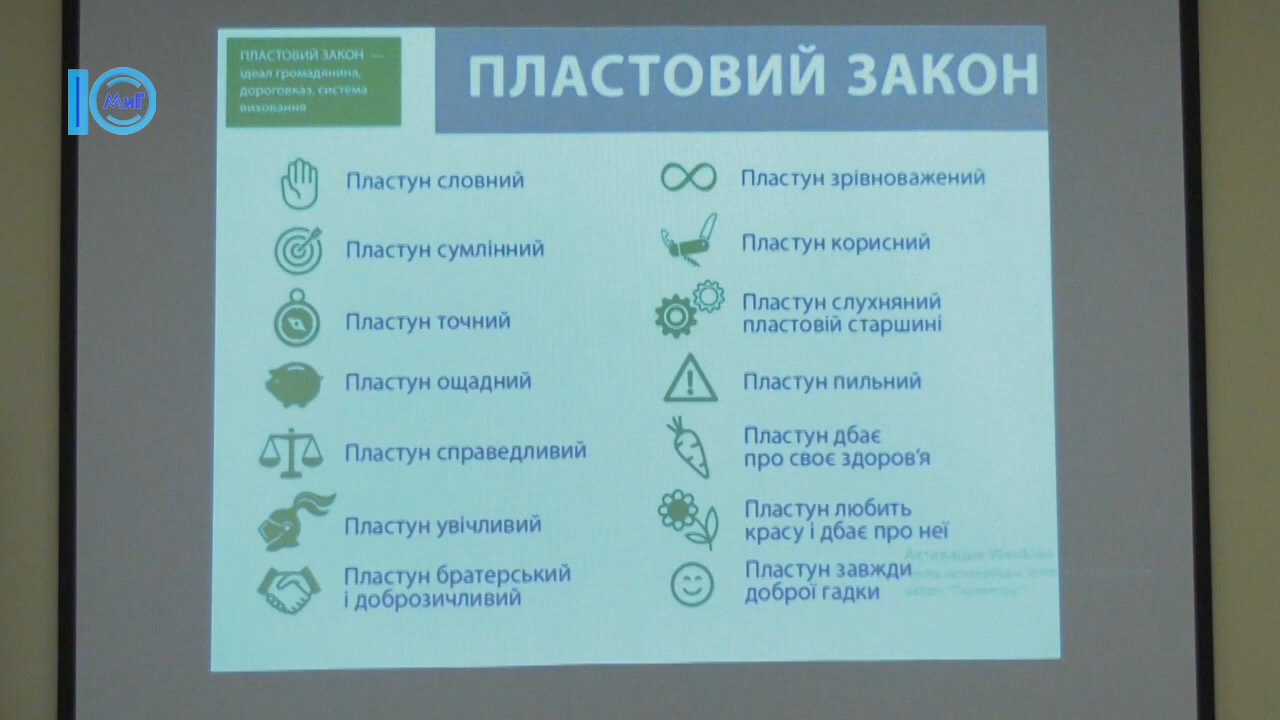 МиГ
ПЛАСТОВИЙ ЗАКОН —
ідеал громадянина,
дороговказ, система
виховання
ПЛАСТОВИЙ ЗАКОН
Пластун словний
Пластун сумлінний
Пластун точний
Пластун ощадний
Пластун справедливий
Пластун увічливий
Пластун братерський
і доброзичливий
Пластун зрівноважений
Пластун корисний
Пластун слухняний
пластовій старшині
Пластун пильний
Пластун дбає
про своє здоров'я
Пластун любить
красу і дбає про неї
Пластун завжди
доброї гадки
Активация Windows